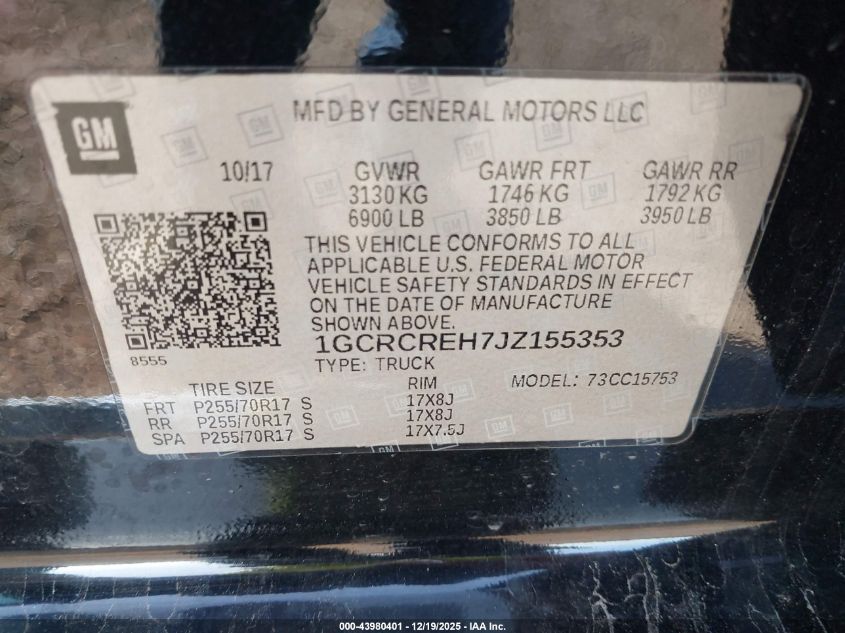 GM
MFD BY GENERAL MOTORS LLC
10/17 GVWR GAWR FRT GAWR RR
3130 KG 1746 KG 1792 KG
6900 LB 3850 LB 3950 LB
THIS VEHICLE CONFORMS TO ALL
APPLICABLE U.S. FEDERAL MOTOR
VEHICLE SAFETY STANDARDS IN EFFECT
ON THE DATE OF MANUFACTURE
SHOWN ABOVE.
1GCRCREH7JZ155353
8555
TYPE: TRUCK
TIRE SIZE RIM MODEL: 73CC15753
FRT P255/70R17 S 17X8J
RR P255/70R17 S 17X8J
SPA P255/70R17 S 17X7.5J
000-43980401 - 12/19/2025 - IAA Inc.